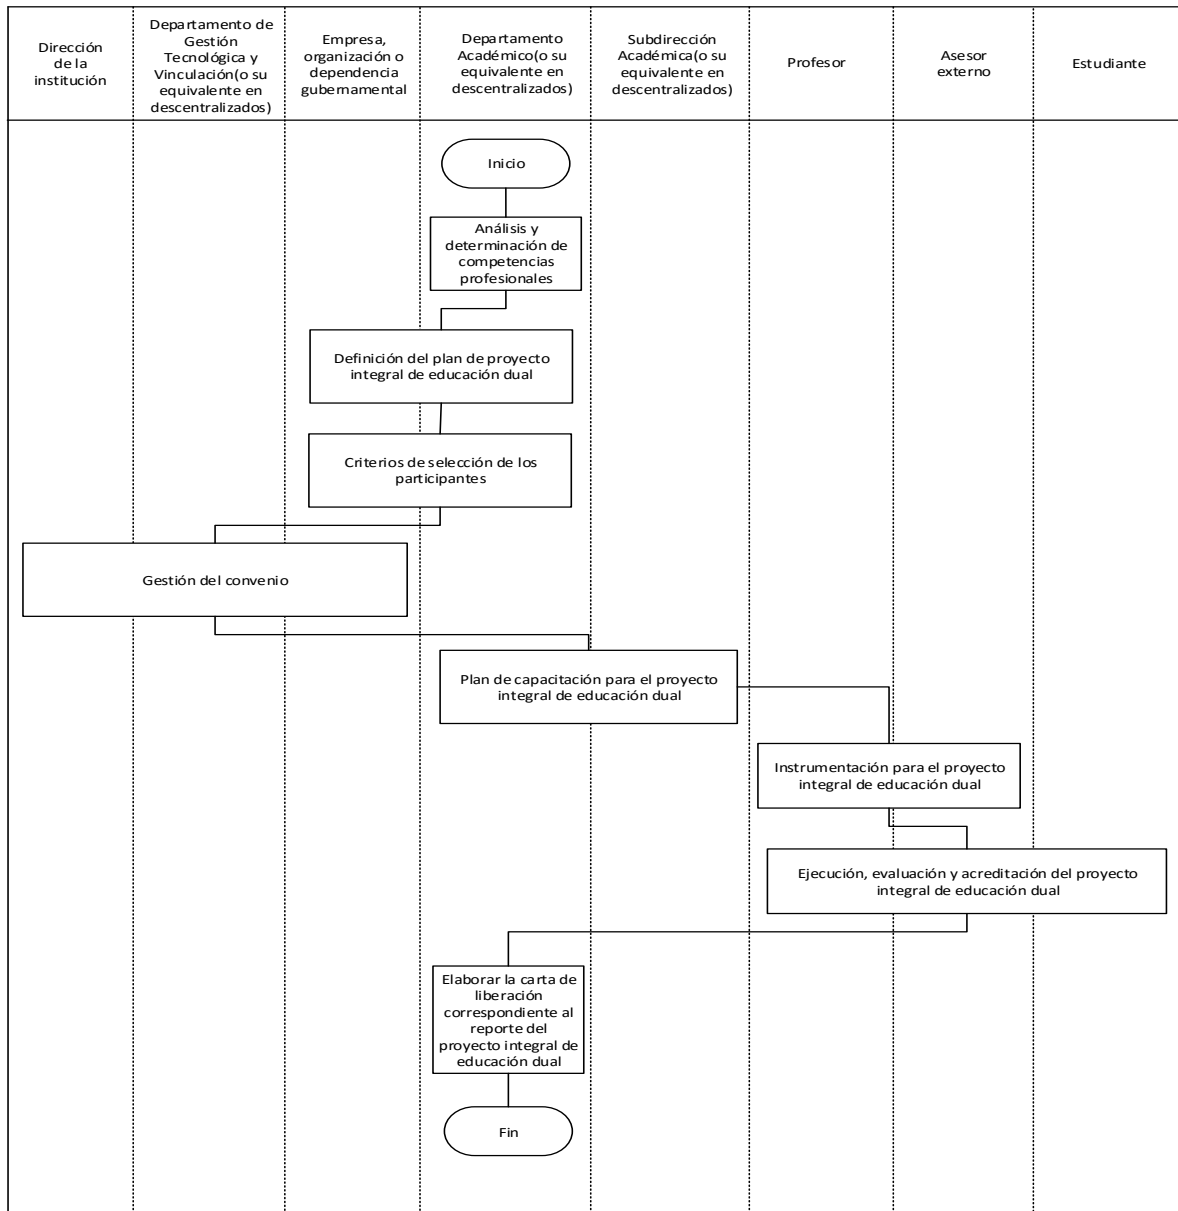 Dirección
de la
institución
Departamento de
Gestión
Tecnológica y
Vinculación(o su
equivalente en
descentralizados)
Empresa,
organización o
dependencia
gubernamental
Departamento
Académico(o su
equivalente en
descentralizados)
Subdirección
Académica(o su
equivalente en
descentralizados)
Profesor
Asesor
externo
Estudiante
Inicio
Análisis y
determinación de
competencias
profesionales
Definición del plan de proyecto
integral de educación dual
Criterios de selección de los
participantes
Gestión del convenio
Plan de capacitación para el proyecto
integral de educación dual
Instrumentación para el proyecto
integral de educación dual
Ejecución, evaluación y acreditación del proyecto
integral de educación dual
Elaborar la carta de
liberación
correspondiente al
reporte del
proyecto integral de
educación dual
Fin